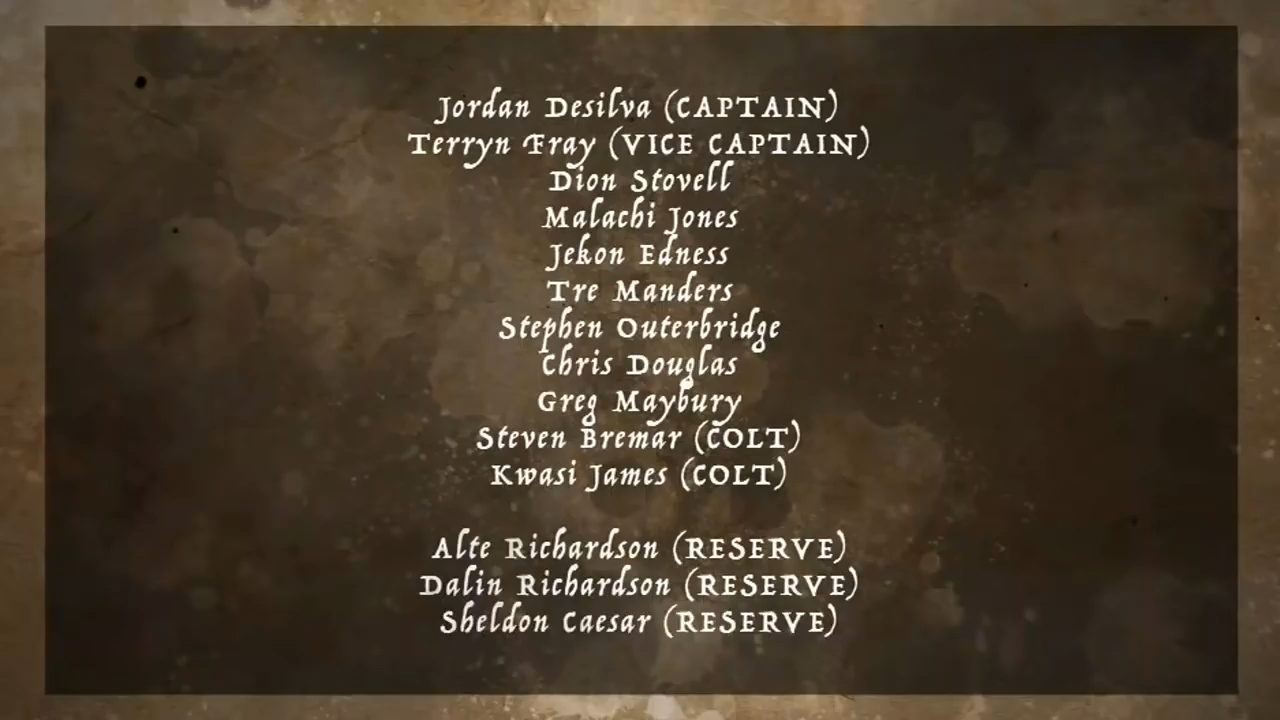 Jordan Desilva (CAPTAIN)
Terryn Fray (VICE CAPTAIN)
Dion Stovell
Malachi Jones
Jekon Edness
Tre Manders
Stephen Outerbridge
Chris Douglas
Greg Maybury
Steven Bremar (COLT)
Kwasi James (COLT)
Alte Richardson (RESERVE)
Dalin Richardson (RESERVE)
Sheldon Caesar (RESERVE)